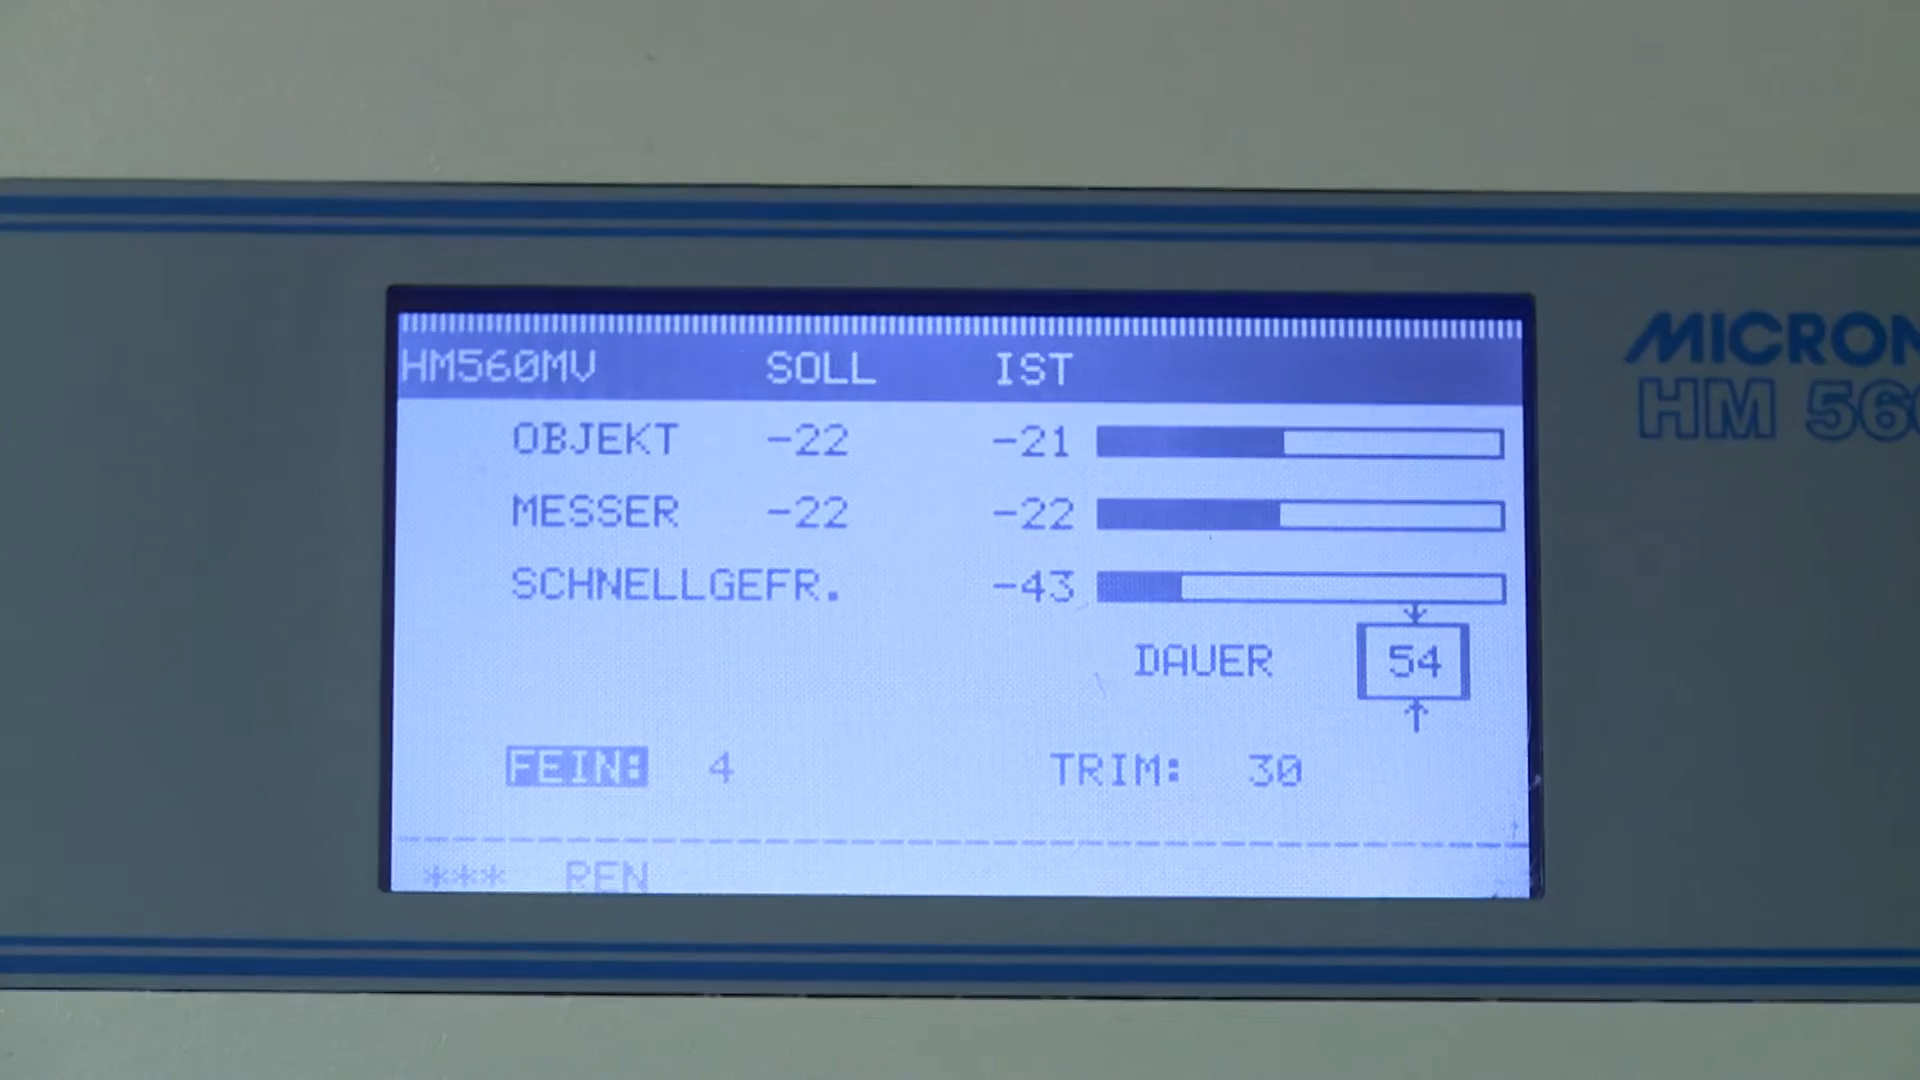 HM560MV SOLL IST
OBJEKT -22 -21
MESSER -22 -22
SCHNELLGEFR. -43
DAUER 54
FEIN: 4 TRIM: 30
*** REN
MICRON
HM 560